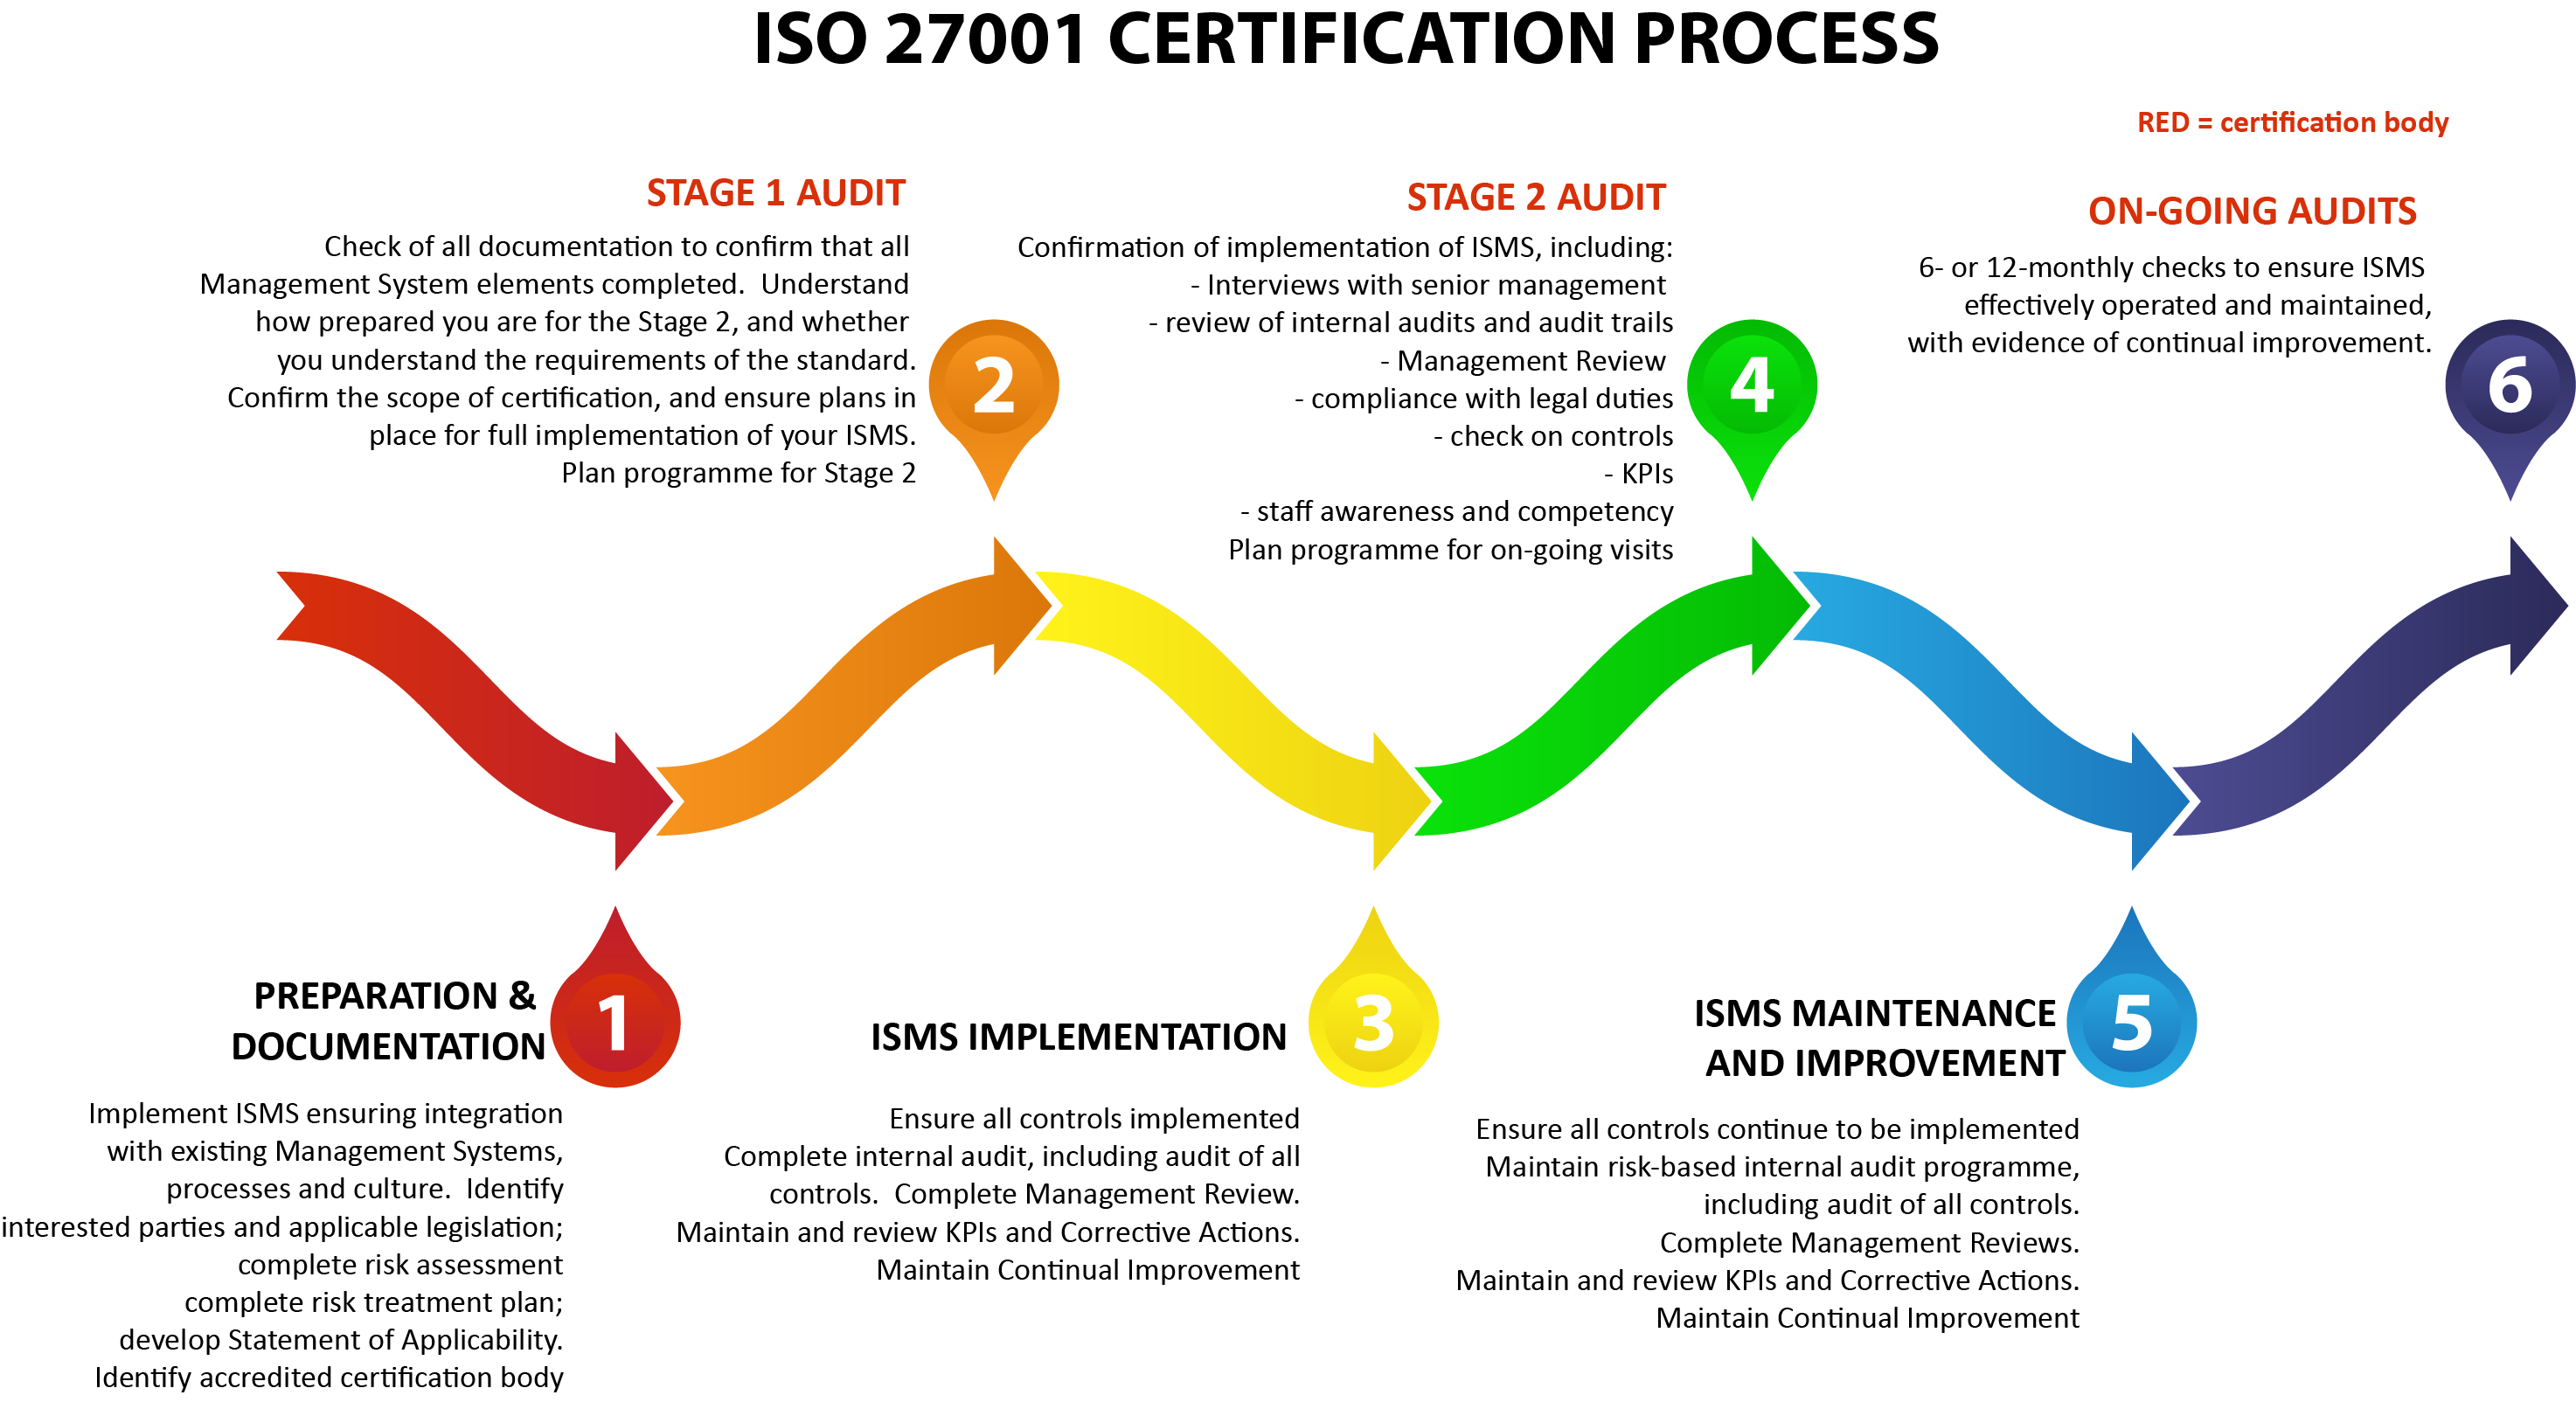 ISO 27001 CERTIFICATION PROCESS
RED = certification body
STAGE 1 AUDIT
Check of all documentation to confirm that all
Management System elements completed.  Understand
how prepared you are for the Stage 2, and whether
you understand the requirements of the standard.
Confirm the scope of certification, and ensure plans in
place for full implementation of your ISMS.
Plan programme for Stage 2
2
STAGE 2 AUDIT
Confirmation of implementation of ISMS, including:
- Interviews with senior management
- review of internal audits and audit trails
- Management Review
- compliance with legal duties
- check on controls
- KPIs
- staff awareness and competency
Plan programme for on-going visits
4
ON-GOING AUDITS
6- or 12-monthly checks to ensure ISMS
effectively operated and maintained,
with evidence of continual improvement.
6
PREPARATION &
DOCUMENTATION
1
Implement ISMS ensuring integration
with existing Management Systems,
processes and culture.  Identify
interested parties and applicable legislation;
complete risk assessment
complete risk treatment plan;
develop Statement of Applicability.
Identify accredited certification body
ISMS IMPLEMENTATION
3
Ensure all controls implemented
Complete internal audit, including audit of all
controls.  Complete Management Review.
Maintain and review KPIs and Corrective Actions.
Maintain Continual Improvement
ISMS MAINTENANCE
AND IMPROVEMENT
5
Ensure all controls continue to be implemented
Maintain risk-based internal audit programme,
including audit of all controls.
Complete Management Reviews.
Maintain and review KPIs and Corrective Actions.
Maintain Continual Improvement